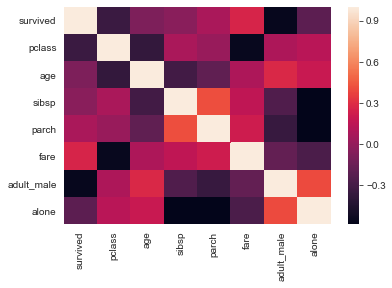 survived
pclass
age
sibsp
parch
fare
adult_male
alone
survived
pclass
age
sibsp
parch
fare
adult_male
alone
0.9
0.6
0.3
0.0
−0.3